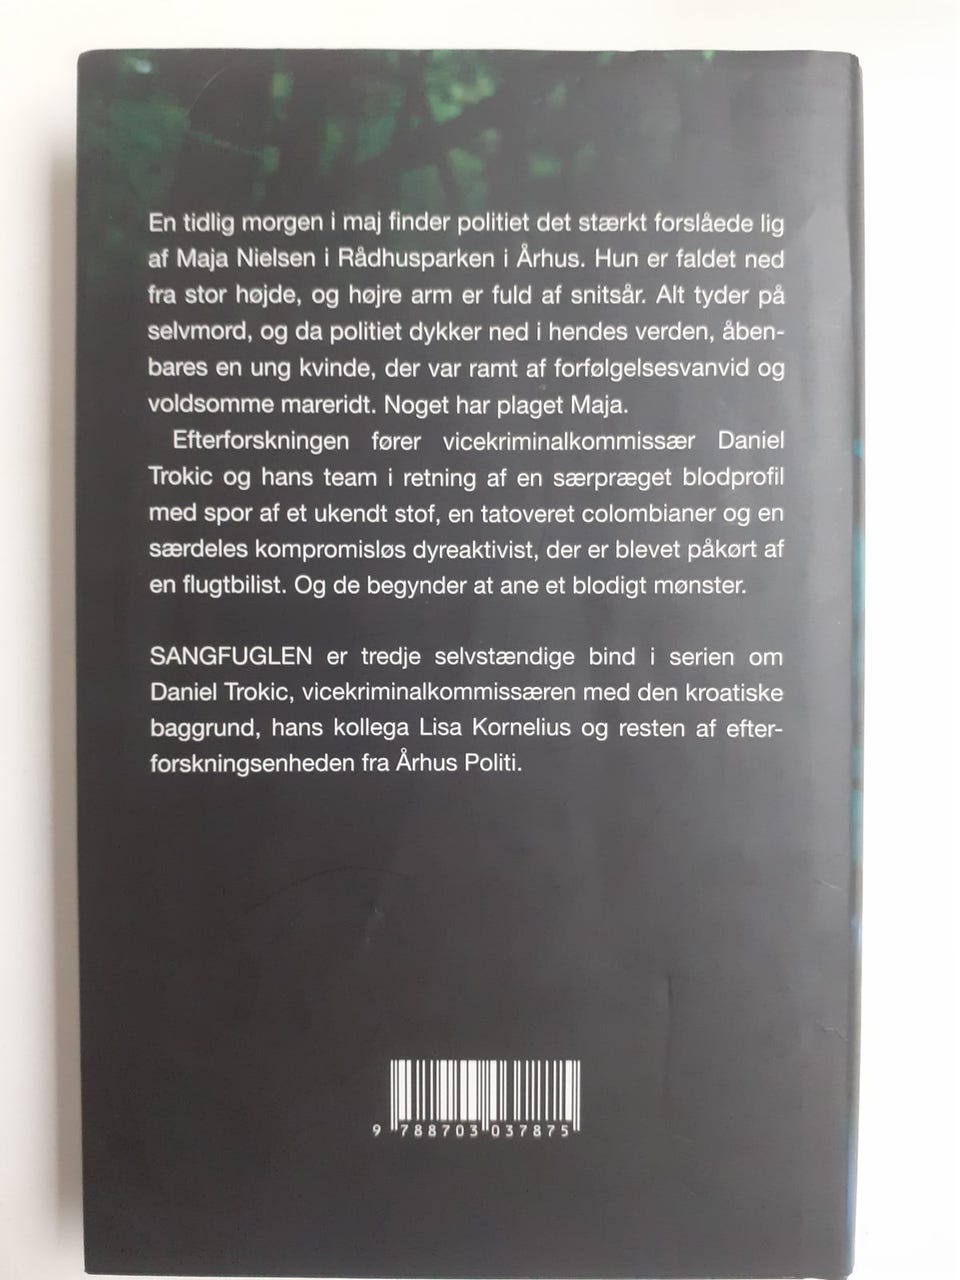 En tidlig morgen i maj finder politiet det stærkt forslåede lig
af Maja Nielsen i Rådhusparken i Århus. Hun er faldet ned
fra stor højde, og højre arm er fuld af snitsår. Alt tyder på
selvmord, og da politiet dykker ned i hendes verden, åben-
bares en ung kvinde, der var ramt af forfølgelsesvanvid og
voldsomme mareridt. Noget har plaget Maja.
Efterforskningen fører vicekriminalkommissær Daniel
Trokic og hans team i retning af en særpræget blodprofil
med spor af et ukendt stof, en tatoveret colombianer og en
særdeles kompromisløs dyreaktivist, der er blevet påkørt af
en flugtbilist. Og de begynder at ane et blodigt mønster.
SANGFUGLEN er tredje selvstændige bind i serien om
Daniel Trokic, vicekriminalkommissæren med den kroatiske
baggrund, hans kollega Lisa Kornelius og resten af efter-
forskningsenheden fra Århus Politi.
9 788703 037875